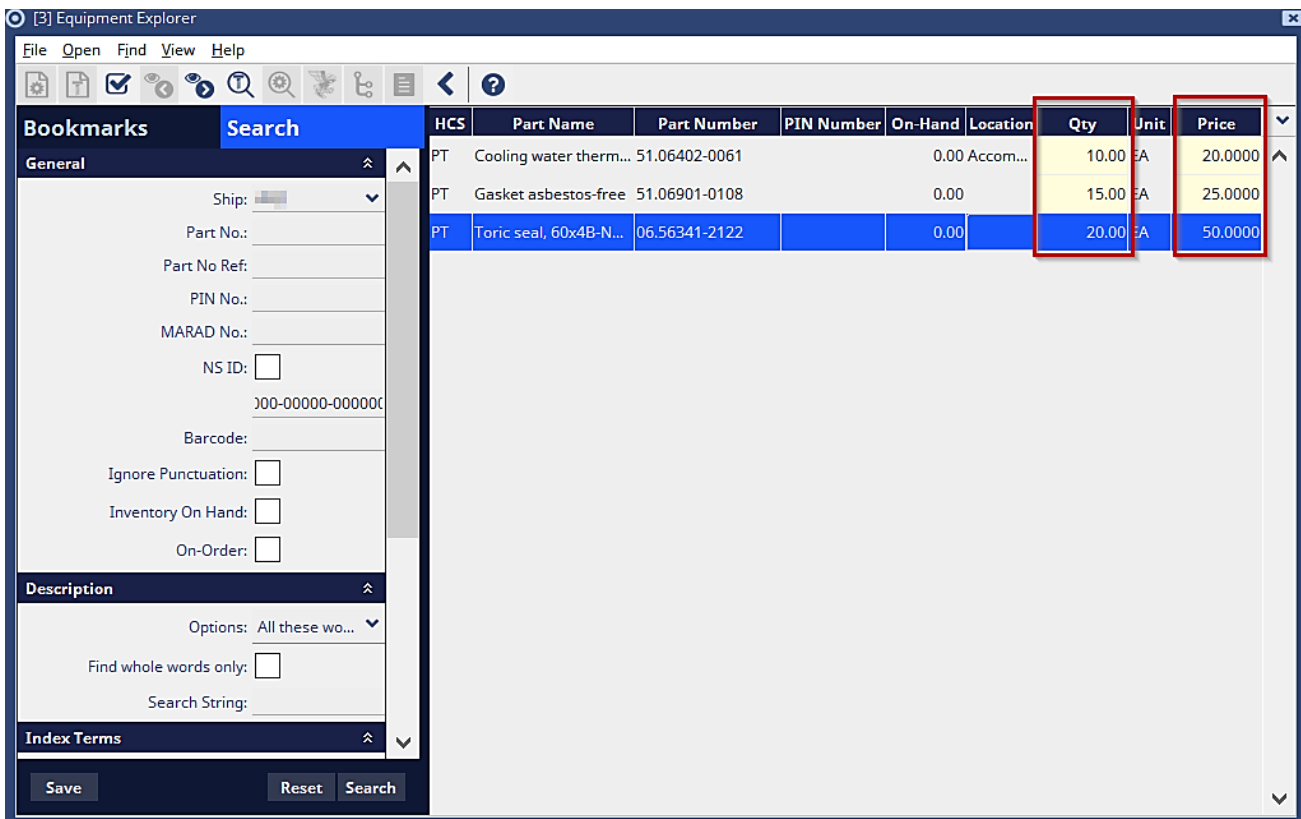 [3] Equipment Explorer
File Open Find View Help
Bookmarks Search
General
Ship:
Part No.:
Part No Ref:
PIN No.:
MARAD No.:
NS ID:
000-00000-000000
Barcode:
Ignore Punctuation:
Inventory On Hand:
On-Order:
Description
Options: All these wo...
Find whole words only:
Search String:
Index Terms
Save Reset Search
HCS Part Name Part Number PIN Number On-Hand Location Qty Unit Price
PT Cooling water therm... 51.06402-0061 0.00 Accom... 10.00 EA 20.0000
PT Gasket asbestos-free 51.06901-0108 0.00 15.00 EA 25.0000
PT Toric seal, 60x4B-N... 06.56341-2122 0.00 20.00 EA 50.0000